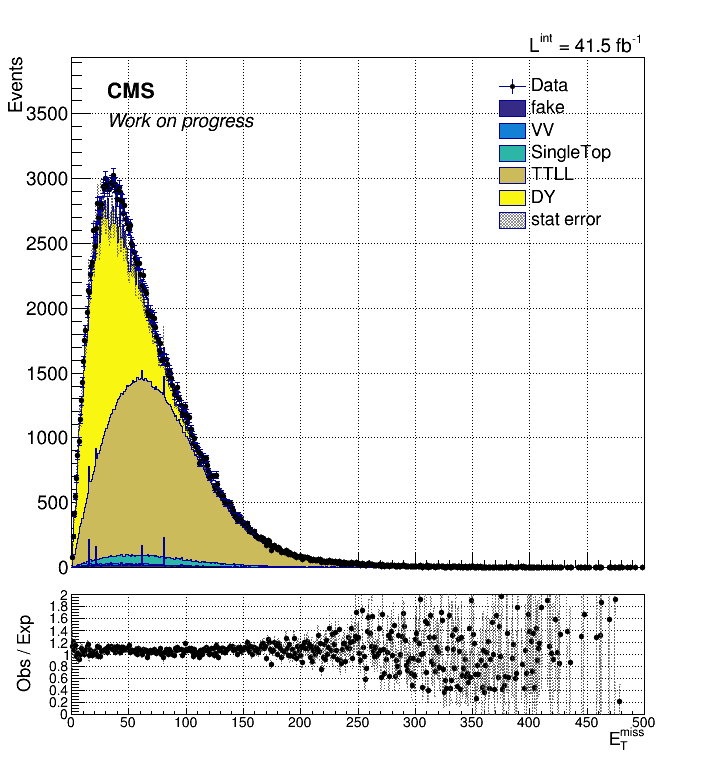 L^int = 41.5 fb^-1
Events
CMS
Work on progress
Data
fake
VV
SingleTop
TTLL
DY
stat error
3500
3000
2500
2000
1500
1000
500
0
Obs / Exp
2
1.8
1.6
1.4
1.2
1
0.8
0.6
0.4
0.2
0
0 50 100 150 200 250 300 350 400 450 500
E_T^miss